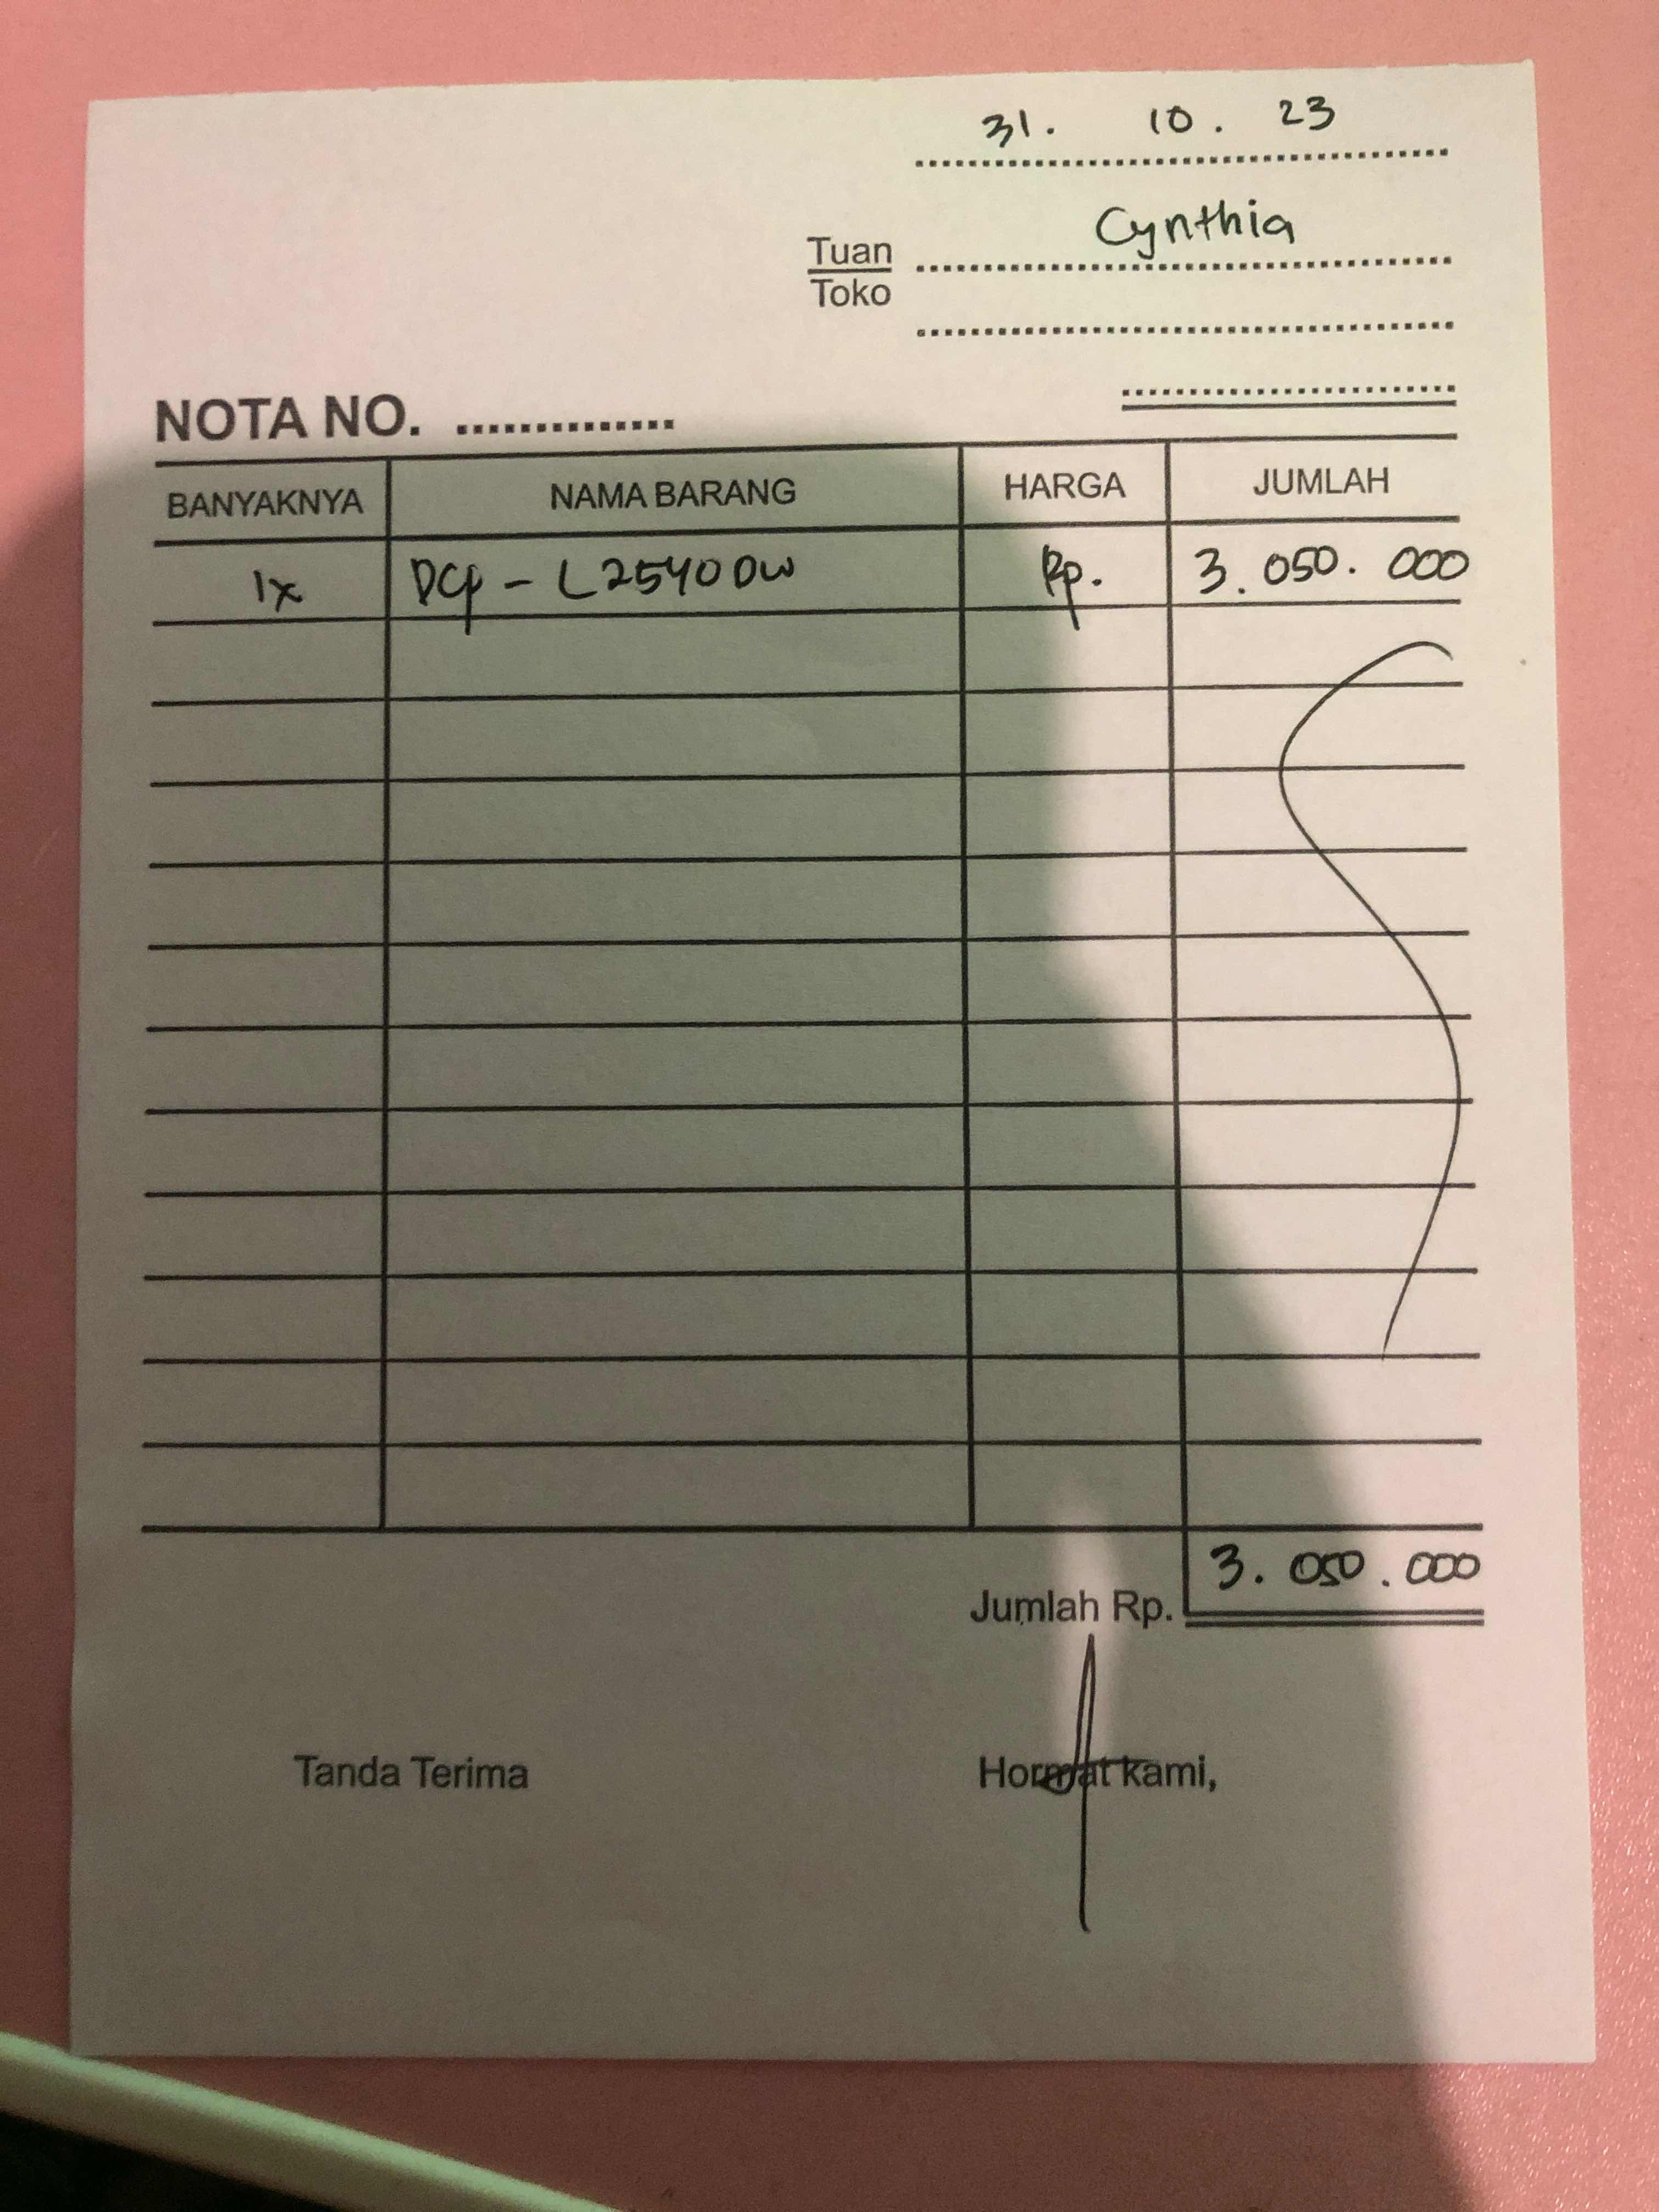 31. 10. 23
Tuan Cynthia
Toko
NOTA NO. ..............
BANYAKNYA NAMA BARANG HARGA JUMLAH
1x DCP - L2540DW Rp. 3.050.000
Jumlah Rp. 3.050.000
Tanda Terima Hormat kami,